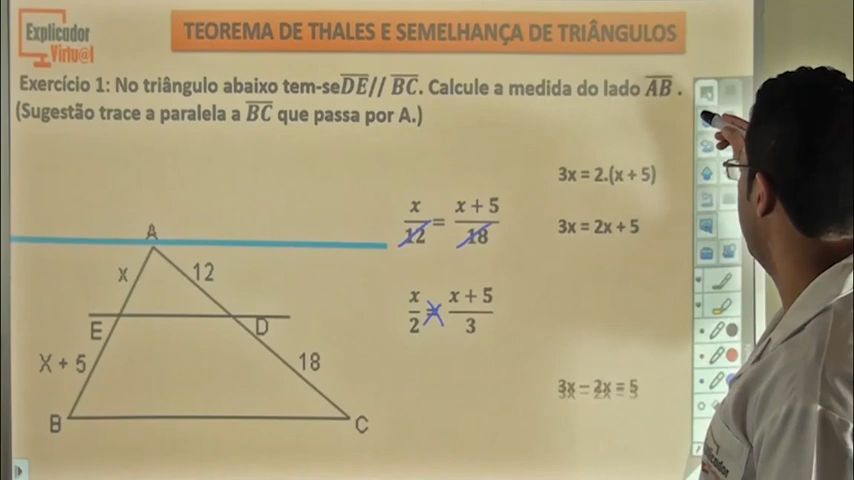 Explicador
Virtu@l
TEOREMA DE THALES E SEMELHANÇA DE TRIÂNGULOS
Exercício 1: No triângulo abaixo tem-se DE// BC. Calcule a medida do lado AB .
(Sugestão trace a paralela a BC que passa por A.)
x/12 = x + 5/18
x/2 = x + 5/3
3x = 2.(x + 5)
3x = 2x + 5
3x – 2x = 5
A
x
12
E
D
X + 5
18
B
C